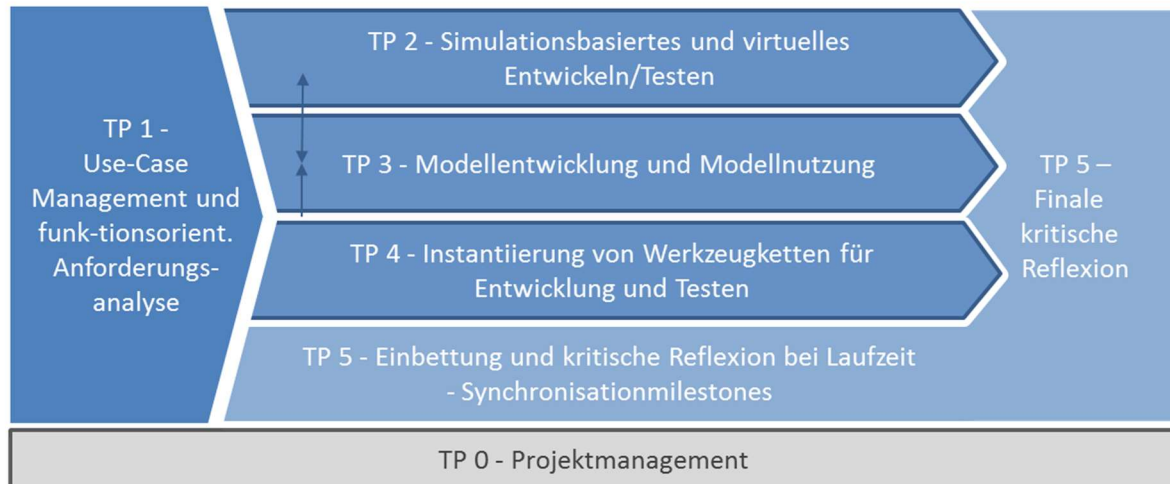 TP 1 -
Use-Case
Management und
funk-tionsorient.
Anforderungs-
analyse
TP 2 - Simulationsbasiertes und virtuelles
Entwickeln/Testen
TP 3 - Modellentwicklung und Modellnutzung
TP 4 - Instantiierung von Werkzeugketten für
Entwicklung und Testen
TP 5 - Einbettung und kritische Reflexion bei Laufzeit
- Synchronisationmilestones
TP 5 –
Finale
kritische
Reflexion
TP 0 - Projektmanagement